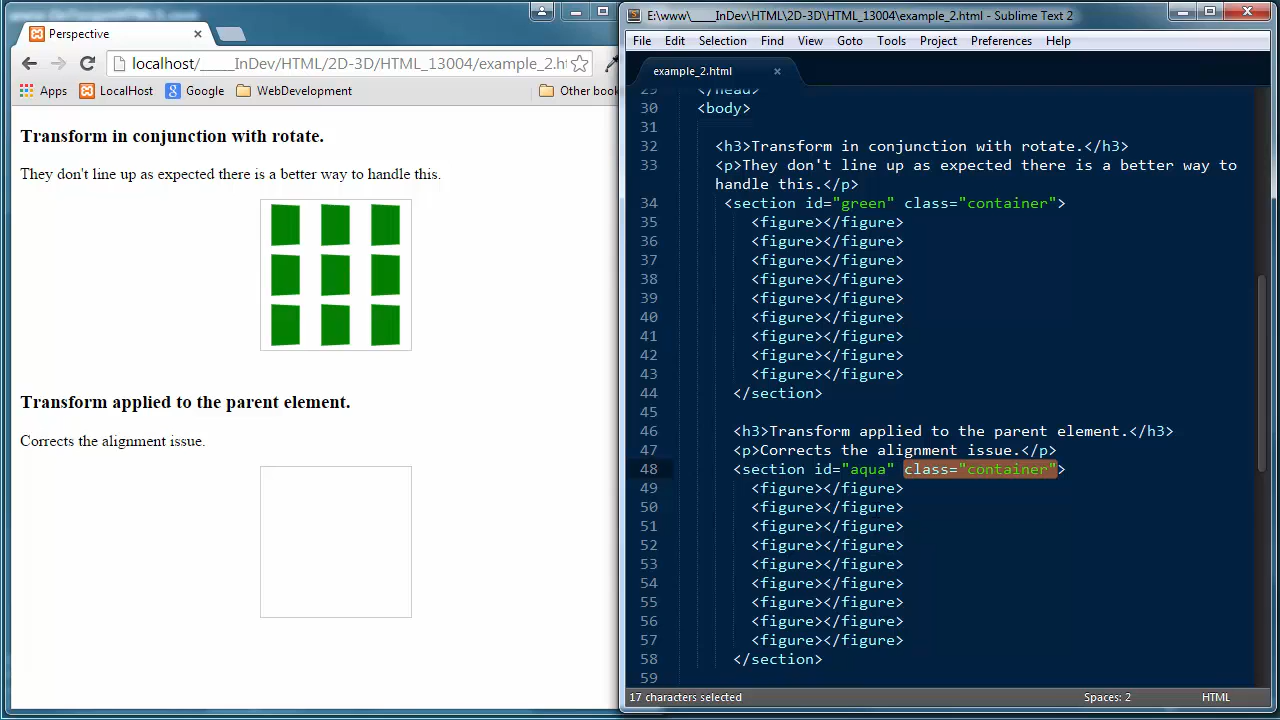 Perspective
localhost/_____InDev/HTML/2D-3D/HTML_13004/example_2.h
Apps LocalHost Google WebDevelopment Other book
Transform in conjunction with rotate.
They don't line up as expected there is a better way to handle this.
Transform applied to the parent element.
Corrects the alignment issue.
E:\www\_____InDev\HTML\2D-3D\HTML_13004\example_2.html - Sublime Text 2
File Edit Selection Find View Goto Tools Project Preferences Help
example_2.html
29 </head>
30 <body>
31
32 <h3>Transform in conjunction with rotate.</h3>
33 <p>They don't line up as expected there is a better way to
handle this.</p>
34 <section id="green" class="container">
35 <figure></figure>
36 <figure></figure>
37 <figure></figure>
38 <figure></figure>
39 <figure></figure>
40 <figure></figure>
41 <figure></figure>
42 <figure></figure>
43 <figure></figure>
44 </section>
45
46 <h3>Transform applied to the parent element.</h3>
47 <p>Corrects the alignment issue.</p>
48 <section id="aqua" class="container">
49 <figure></figure>
50 <figure></figure>
51 <figure></figure>
52 <figure></figure>
53 <figure></figure>
54 <figure></figure>
55 <figure></figure>
56 <figure></figure>
57 <figure></figure>
58 </section>
59
17 characters selected Spaces: 2 HTML